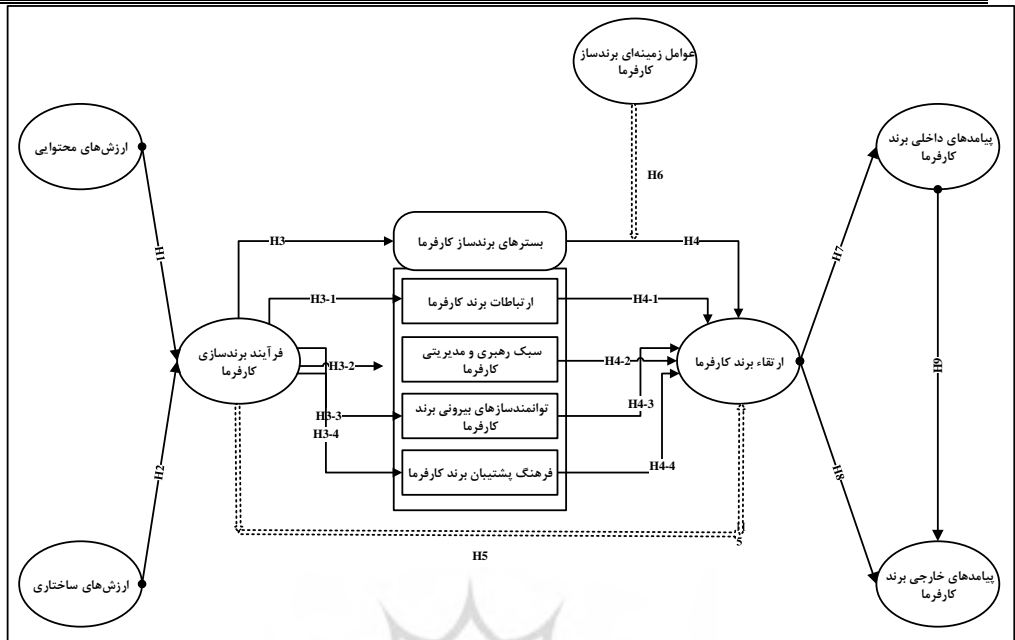 عوامل زمینه‌ای برندساز
کارفرما
ارزش‌های محتوایی
پیامدهای داخلی برند
کارفرما
H6
H1
H3
بسترهای برندساز کارفرما
H4
H7
H3-1
ارتباطات برند کارفرما
H4-1
H9
فرآیند برندسازی
کارفرما
H3-2
سبک رهبری و مدیریتی
کارفرما
H4-2
ارتقاء برند کارفرما
H3-3
توانمندسازهای بیرونی برند
کارفرما
H4-3
H3-4
H2
فرهنگ پشتیبان برند کارفرما
H4-4
H8
5
H5
ارزش‌های ساختاری
پیامدهای خارجی برند
کارفرما